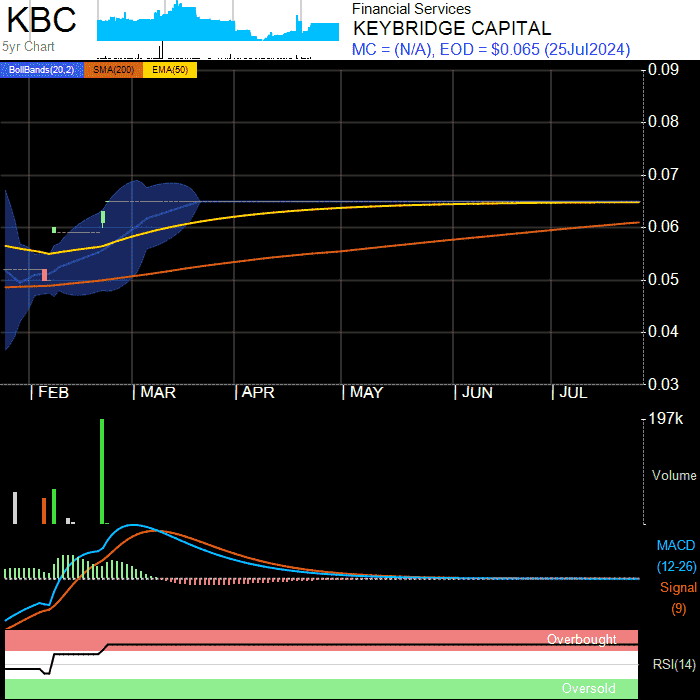 KBC
5yr Chart
Financial Services
KEYBRIDGE CAPITAL
MC = (N/A), EOD = $0.065 (25Jul2024)
BollBands(20,2) SMA(200) EMA(50)
0.09
0.08
0.07
0.06
0.05
0.04
0.03
FEB MAR APR MAY JUN JUL
197k
Volume
MACD
(12-26)
Signal
(9)
Overbought
RSI(14)
Oversold